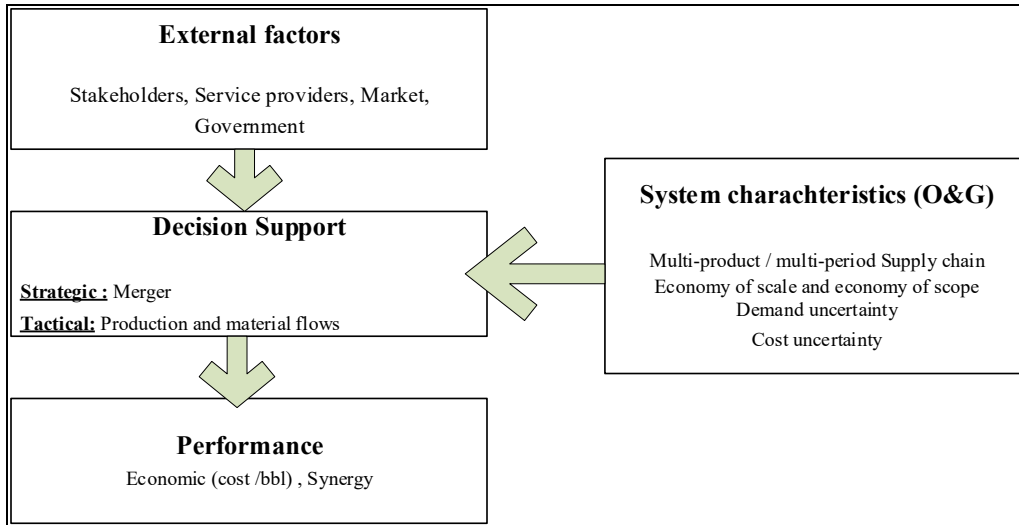 External factors
Stakeholders, Service providers, Market,
Government
Decision Support
Strategic : Merger
Tactical: Production and material flows
System charachteristics (O&G)
Multi-product / multi-period Supply chain
Economy of scale and economy of scope
Demand uncertainty
Cost uncertainty
Performance
Economic (cost /bbl) , Synergy